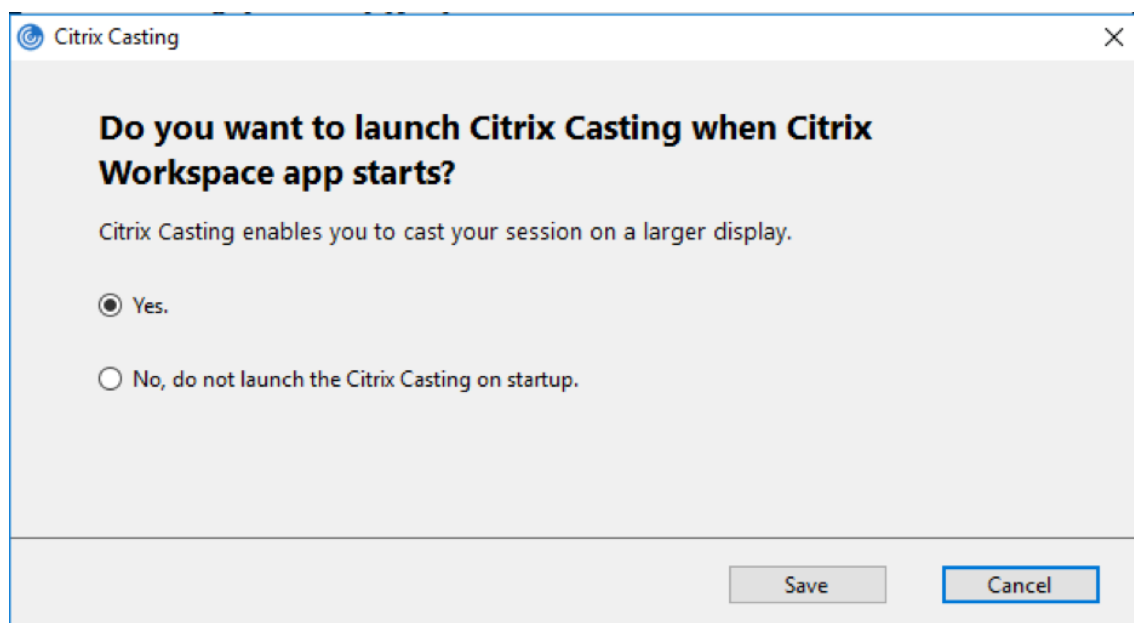 Citrix Casting
Do you want to launch Citrix Casting when Citrix
Workspace app starts?
Citrix Casting enables you to cast your session on a larger display.
Yes.
No, do not launch the Citrix Casting on startup.
Save
Cancel